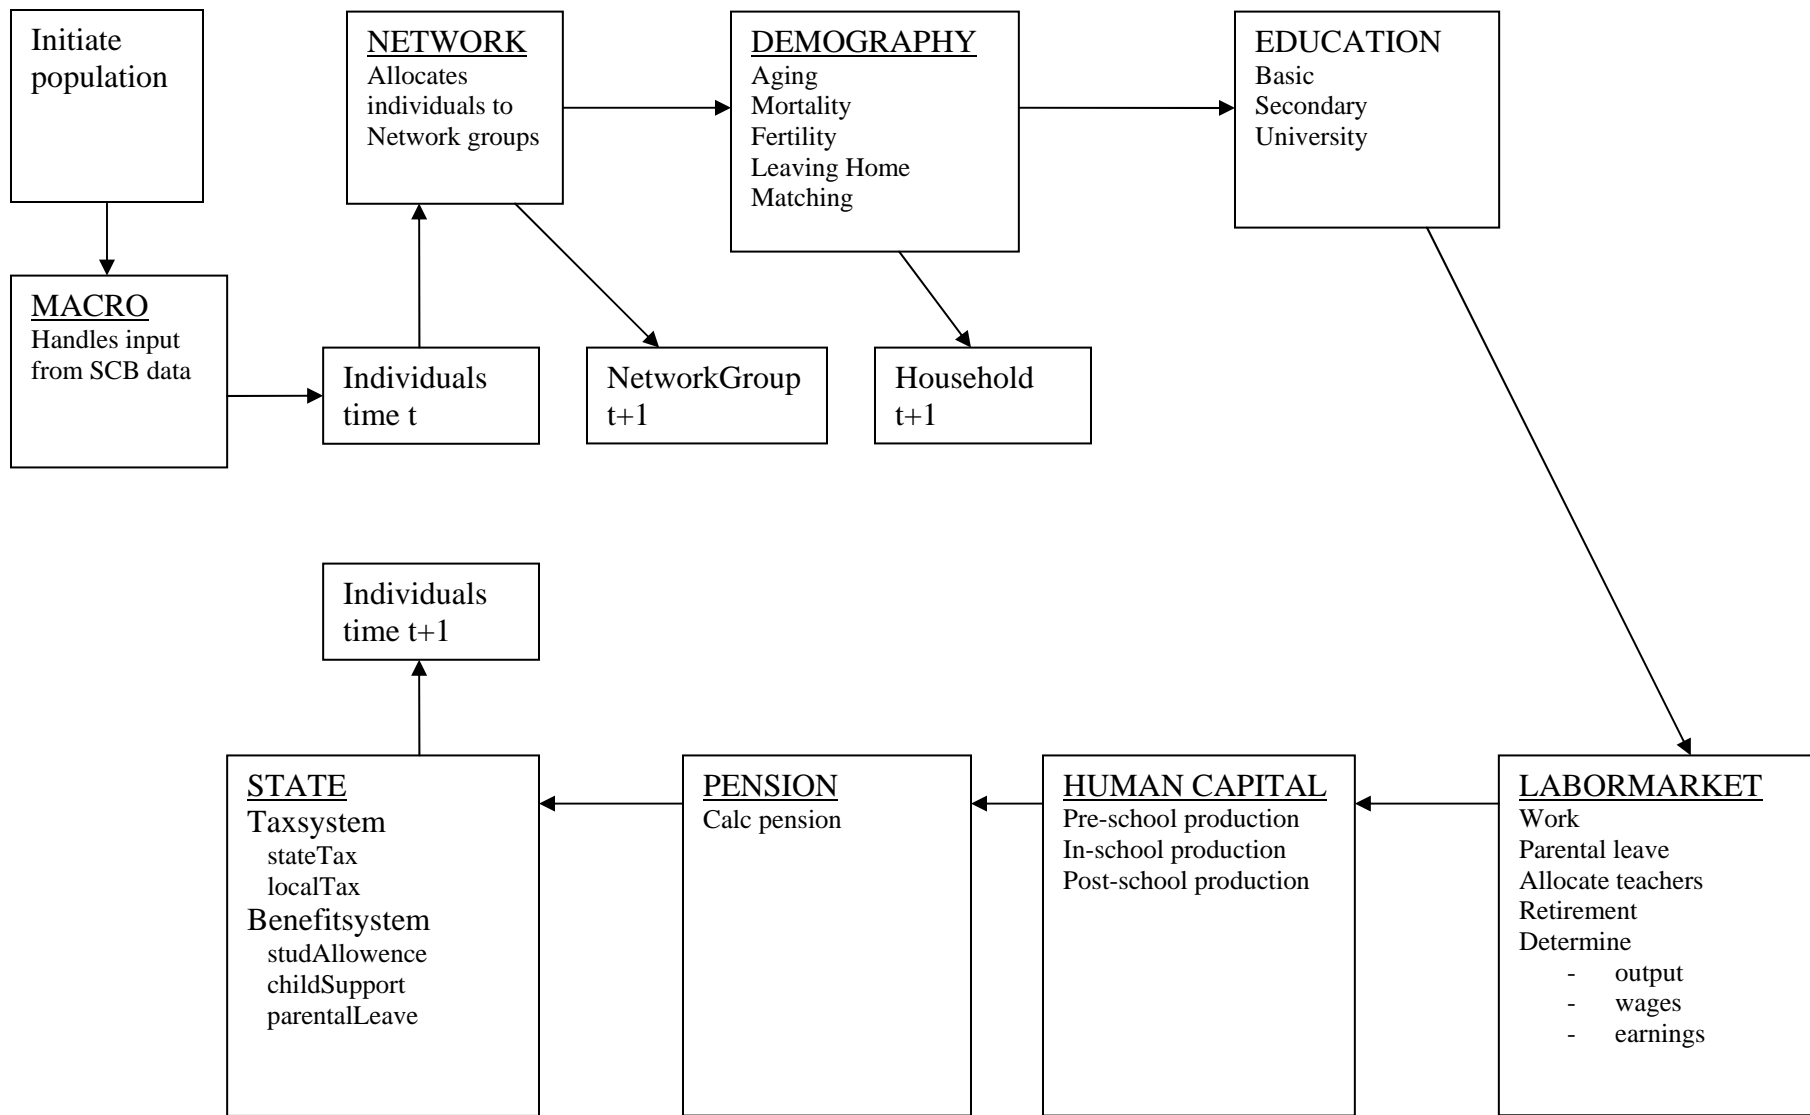 Initiate
population
NETWORK
Allocates
individuals to
Network groups
DEMOGRAPHY
Aging
Mortality
Fertility
Leaving Home
Matching
EDUCATION
Basic
Secondary
University
MACRO
Handles input
from SCB data
Individuals
time t
NetworkGroup
t+1
Household
t+1
Individuals
time t+1
STATE
Taxsystem
stateTax
localTax
Benefitsystem
studAllowence
childSupport
parentalLeave
PENSION
Calc pension
HUMAN CAPITAL
Pre-school production
In-school production
Post-school production
LABORMARKET
Work
Parental leave
Allocate teachers
Retirement
Determine
- output
- wages
- earnings